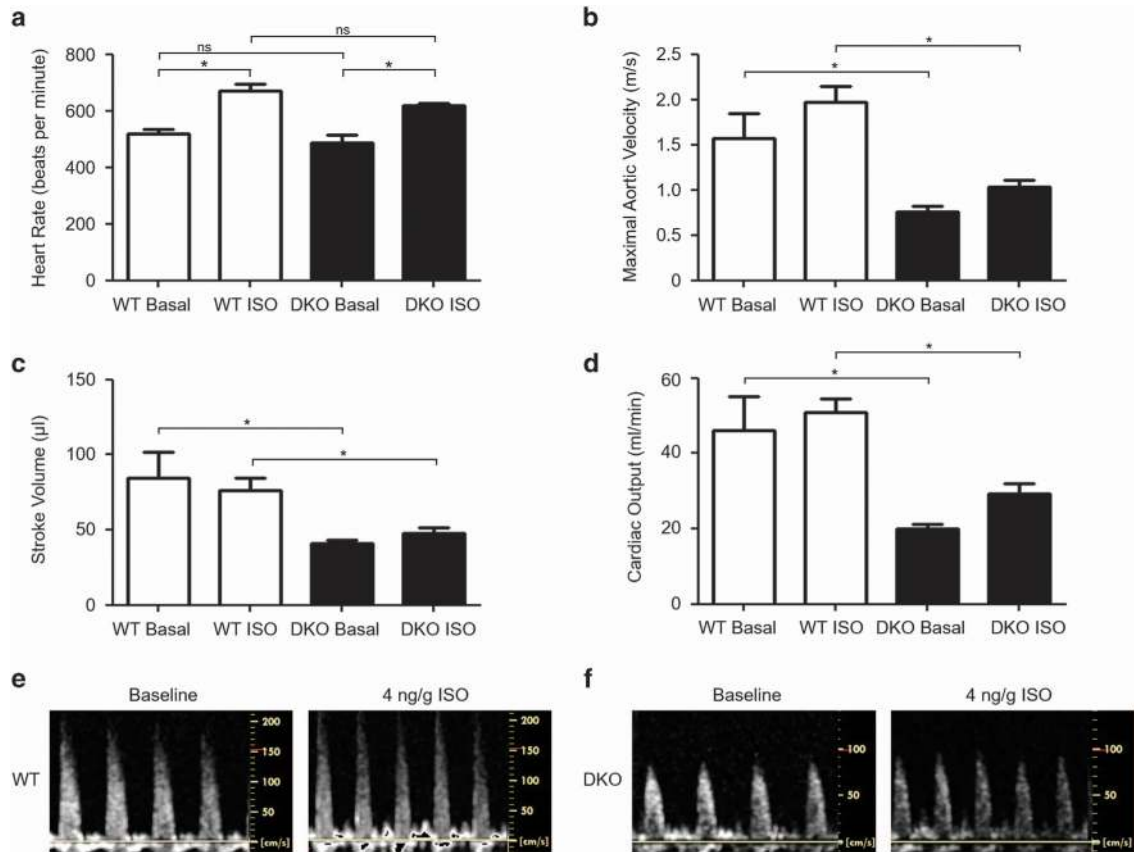 a
ns
ns
* *
Heart Rate (beats per minute)
800
600
400
200
0
WT Basal WT ISO DKO Basal DKO ISO
b
*
*
Maximal Aortic Velocity (m/s)
2.5
2.0
1.5
1.0
0.5
0
WT Basal WT ISO DKO Basal DKO ISO
c
*
*
Stroke Volume (µl)
150
100
50
0
WT Basal WT ISO DKO Basal DKO ISO
d
*
*
Cardiac Output (ml/min)
60
40
20
0
WT Basal WT ISO DKO Basal DKO ISO
e
Baseline 4 ng/g ISO
WT
200
150
100
50
[cm/s]
200
150
100
50
[cm/s]
f
Baseline 4 ng/g ISO
DKO
100
50
[cm/s]
100
50
[cm/s]